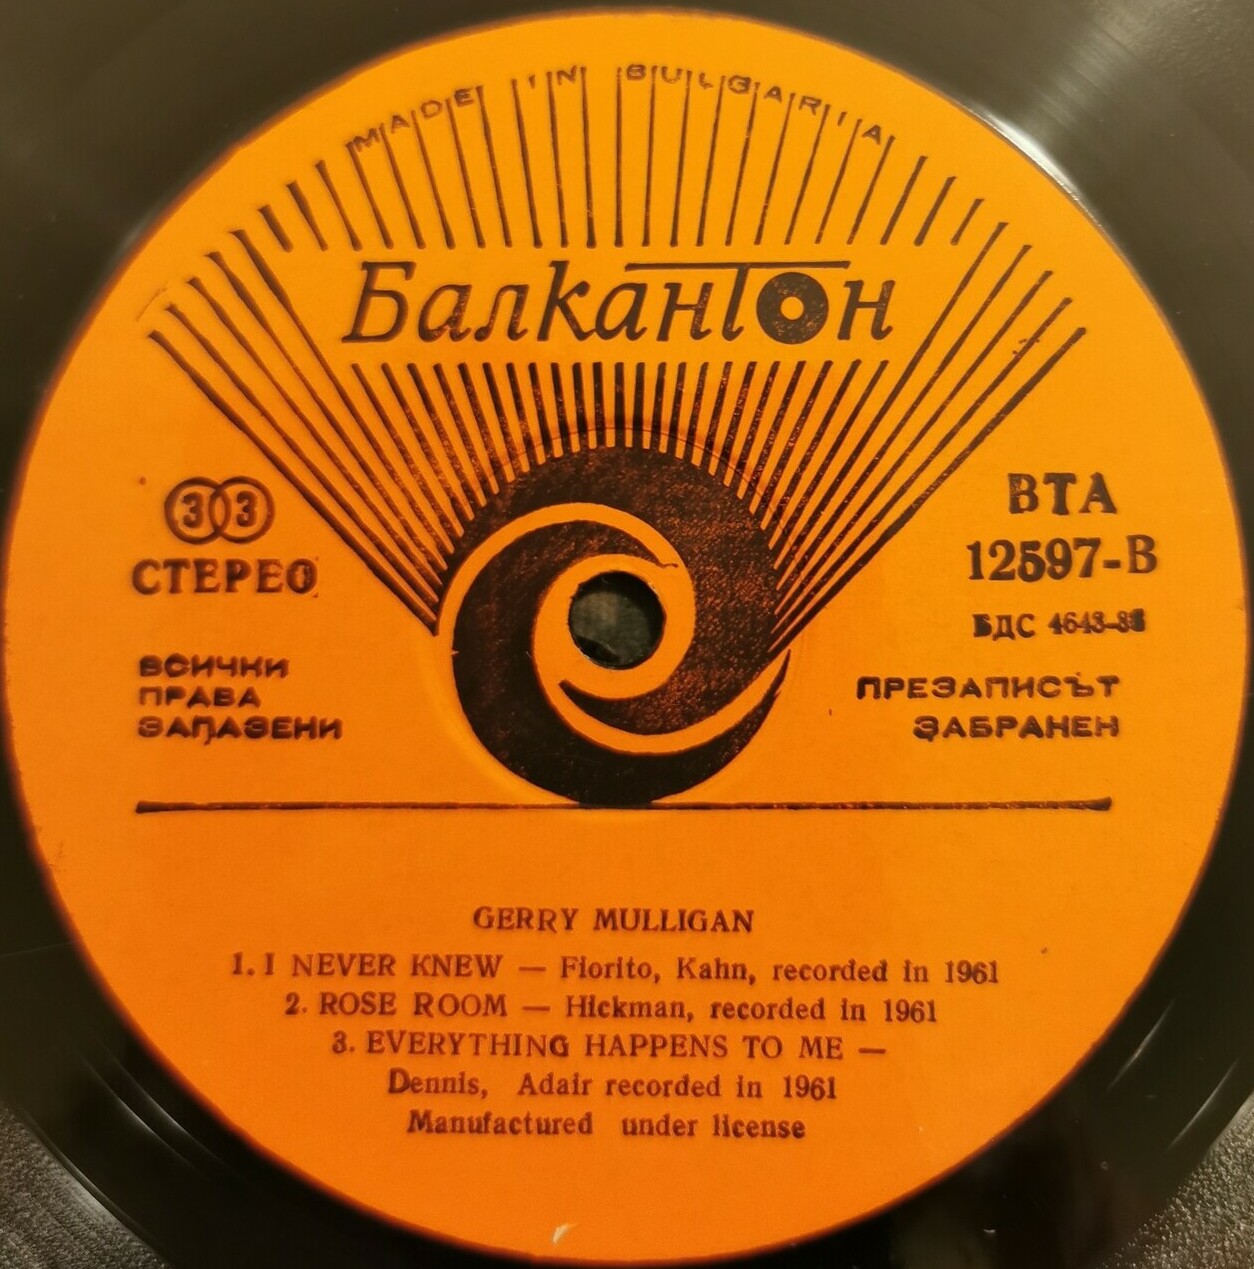 MADE IN BULGARIA
Балкантон
33
СТЕРЕО
ВСИЧКИ
ПРАВА
ЗАПАЗЕНИ
ВТА
12597-В
БДС
ПРЕЗАПИСЪТ
ЗАБРАНЕН
GERRY MULLIGAN
1. I NEVER KNEW — Fiorito, Kahn, recorded in 1961
2. ROSE ROOM — Hickman, recorded in 1961
3. EVERYTHING HAPPENS TO ME —
Dennis, Adair recorded in 1961
Manufactured under license